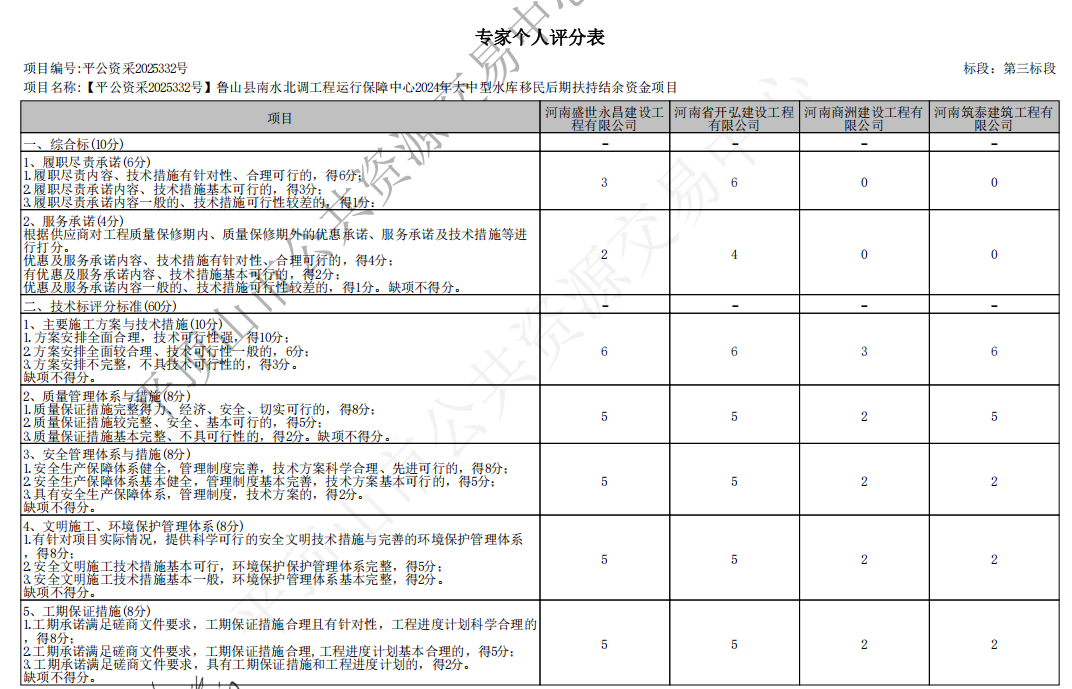 专家个人评分表
项目编号:平公资采2025332号
标段: 第三标段
项目名称:【平公资采2025332号】鲁山县南水北调工程运行保障中心2024年大中型水库移民后期扶持结余资金项目
项目
河南盛世永昌建设工程有限公司
河南省开弘建设工程有限公司
河南商洲建设工程有限公司
河南筑泰建筑工程有限公司
一、综合标(10分)
- - - -
1、履职尽责承诺(6分)
1.履职尽责内容、技术措施有针对性、合理可行的，得6分;
2.履职尽责承诺内容、技术措施基本可行的，得3分;
3.履职尽责承诺内容一般的、技术措施可行性较差的，得1分:
3 6 0 0
2、服务承诺(4分)
根据供应商对工程质量保修期内、质量保修期外的优惠承诺、服务承诺及技术措施等进
行打分。
优惠及服务承诺内容、技术措施有针对性、合理可行的，得4分;
有优惠及服务承诺内容、技术措施基本可行的，得2分;
优惠及服务承诺内容一般的、技术措施可行性较差的，得1分。缺项不得分。
2 4 0 0
二、技术标评分标准(60分)
- - - -
1、主要施工方案与技术措施(10分)
1.方案安排全面合理，技术可行性强，得10分;
2.方案安排全面较合理、技术可行性一般的，6分;
3.方案安排不完整，不具技术可行性的，得3分。
缺项不得分。
6 6 3 6
2、质量管理体系与措施(8分)
1.质量保证措施完整得力、经济、安全、切实可行的，得8分;
2.质量保证措施较完整、安全、基本可行的，得5分;
3.质量保证措施基本完整、不具可行性的，得2分。缺项不得分。
5 5 2 5
3、安全管理体系与措施(8分)
1.安全生产保障体系健全，管理制度完善，技术方案科学合理、先进可行的，得8分;
2.安全生产保障体系基本健全，管理制度基本完善，技术方案基本可行的，得5分;
3.具有安全生产保障体系，管理制度，技术方案的，得2分。
缺项不得分。
5 5 2 2
4、文明施工、环境保护管理体系(8分)
1.有针对项目实际情况，提供科学可行的安全文明技术措施与完善的环境保护管理体系
，得8分;
2.安全文明施工技术措施基本可行，环境保护保护管理体系完整，得5分;
3.安全文明施工技术措施基本一般，环境保护管理体系基本完整，得2分。
缺项不得分。
5 5 2 2
5、工期保证措施(8分)
1.工期承诺满足磋商文件要求，工期保证措施合理且有针对性，工程进度计划科学合理的
，得8分;
2.工期承诺满足磋商文件要求，工期保证措施合理,工程进度计划基本合理的，得5分;
3.工期承诺满足磋商文件要求，具有工期保证措施和工程进度计划的，得2分。
缺项不得分。
5 5 2 2
平顶山市公共资源交易中心
平顶山市公共资源交易中心